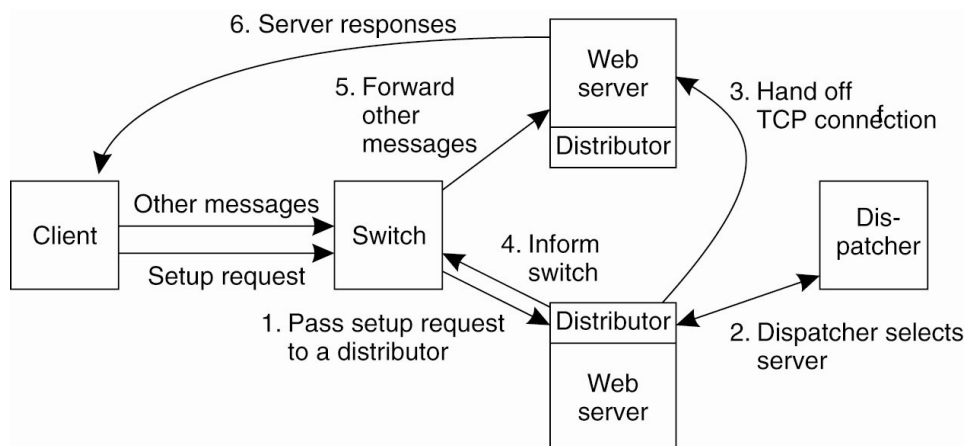 6. Server responses
Web
server
Distributor
5. Forward
other
messages
3. Hand off
TCP connection
f
Client
Other messages
Setup request
Switch
4. Inform
switch
Dis-
patcher
1. Pass setup request
to a distributor
Distributor
Web
server
2. Dispatcher selects
server